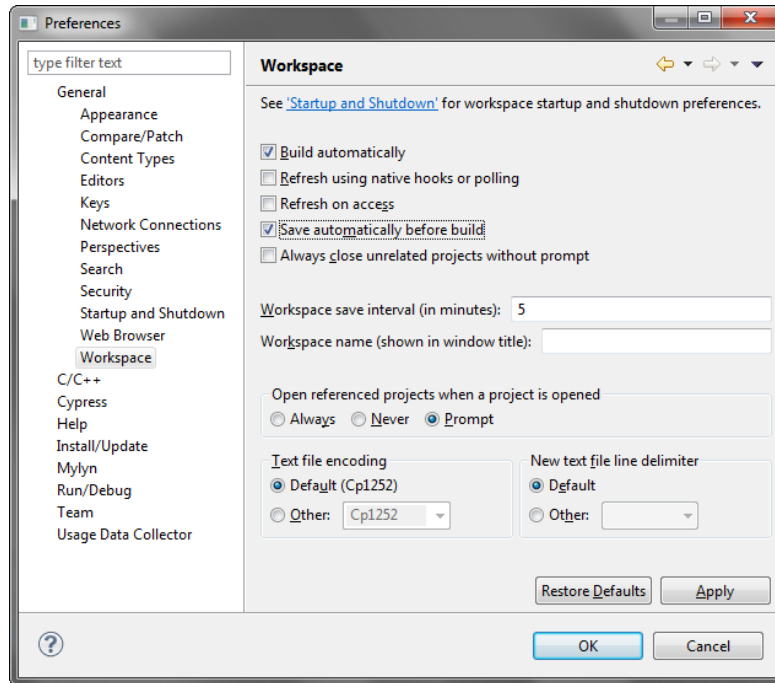 Preferences
type filter text
General
Appearance
Compare/Patch
Content Types
Editors
Keys
Network Connections
Perspectives
Search
Security
Startup and Shutdown
Web Browser
Workspace
C/C++
Cypress
Help
Install/Update
Mylyn
Run/Debug
Team
Usage Data Collector
Workspace
See 'Startup and Shutdown' for workspace startup and shutdown preferences.
Build automatically
Refresh using native hooks or polling
Refresh on access
Save automatically before build
Always close unrelated projects without prompt
Workspace save interval (in minutes): 5
Workspace name (shown in window title):
Open referenced projects when a project is opened
Always Never Prompt
Text file encoding
Default (Cp1252)
Other: Cp1252
New text file line delimiter
Default
Other:
Restore Defaults Apply
? OK Cancel